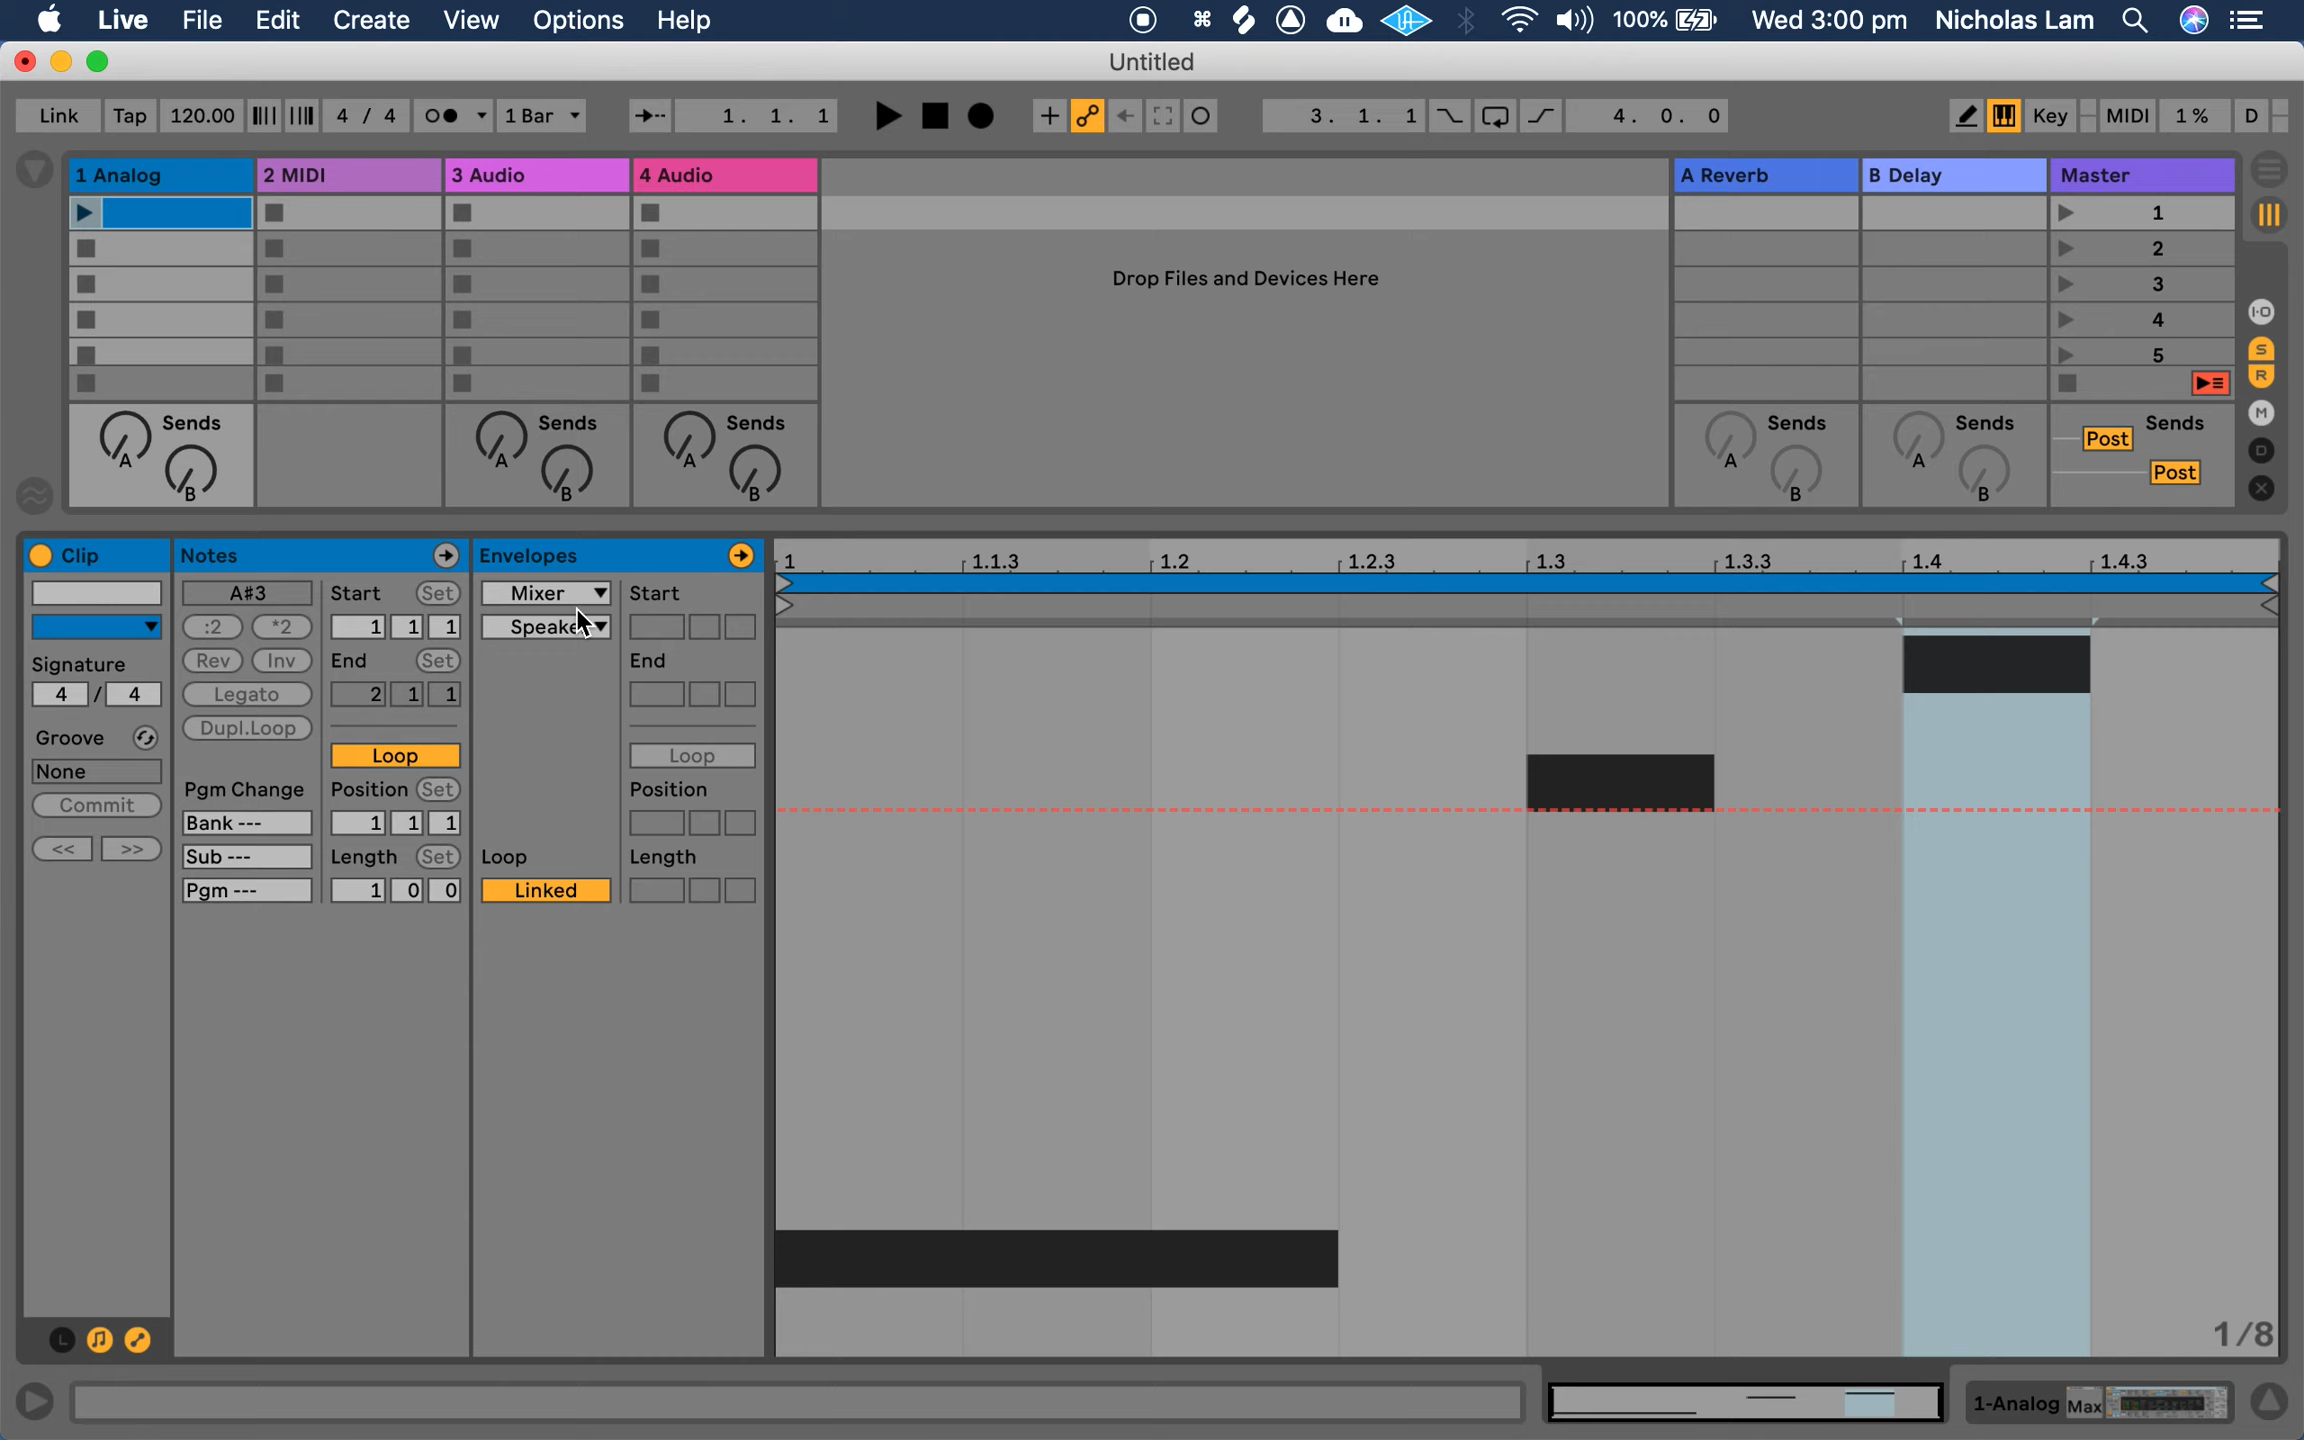 Live File Edit Create View Options Help 100% Wed 3:00 pm Nicholas Lam
Untitled
Link Tap 120.00 4 / 4 1 Bar 1. 1. 1 3. 1. 1 4. 0. 0 Key MIDI 1 % D
1 Analog 2 MIDI 3 Audio 4 Audio A Reverb B Delay Master
1
2
Drop Files and Devices Here
3
4
5
I·O
S
R
M
D
X
Sends Sends Sends Sends Sends Sends
A A A A A Post
B B B B B Post
Clip Notes Envelopes 1 1.1.3 1.2 1.2.3 1.3 1.3.3 1.4 1.4.3
A#3 Start Set Mixer Start
:2 *2 1 1 1 Speake
Signature Rev Inv End Set End
4 / 4 Legato 2 1 1
Groove Dupl.Loop
None Loop Loop
Commit Pgm Change Position Set Position
Bank --- 1 1 1
<< >> Sub --- Length Set Loop Length
Pgm --- 1 0 0 Linked
L 1/8
1-Analog Max